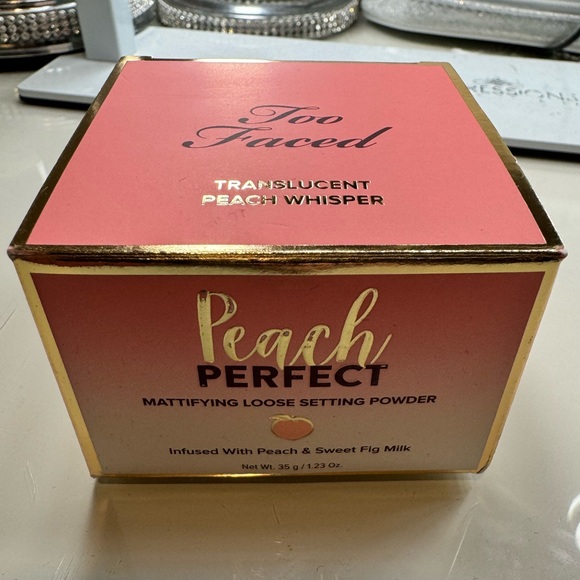 Too
Faced
TRANSLUCENT
PEACH WHISPER
Peach
PERFECT
MATTIFYING LOOSE SETTING POWDER
Infused With Peach & Sweet Fig Milk
Net Wt. 35 g / 1.23 Oz.